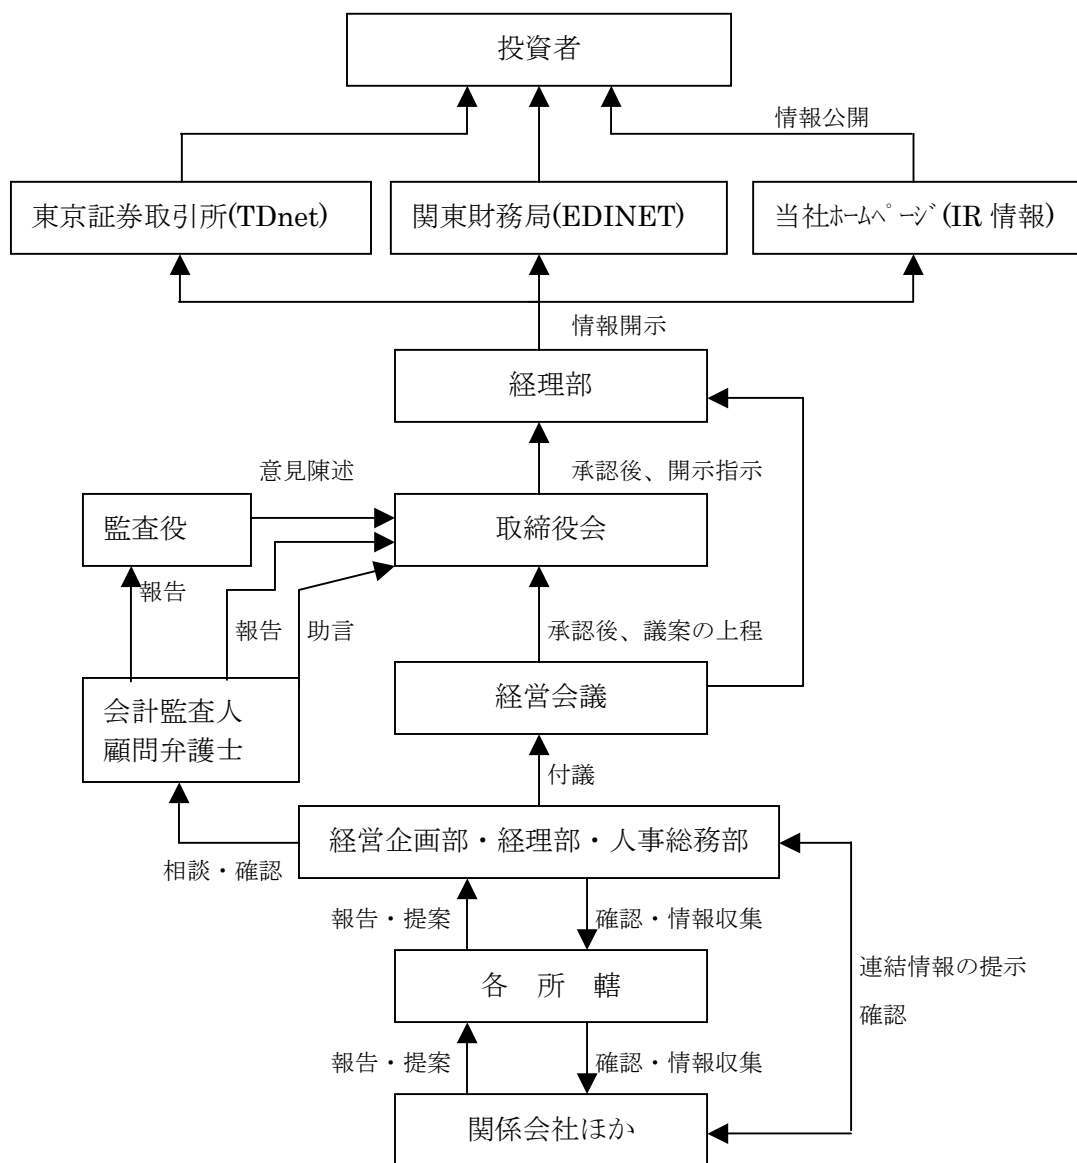 投資者
情報公開
東京証券取引所(TDnet)
関東財務局(EDINET)
当社ﾎｰﾑﾍﾟｰｼﾞ(IR 情報)
情報開示
経理部
意見陳述
承認後、開示指示
監査役
取締役会
報告
報告
助言
承認後、議案の上程
会計監査人
顧問弁護士
経営会議
付議
経営企画部・経理部・人事総務部
相談・確認
報告・提案
確認・情報収集
各　所　轄
連結情報の提示
確認
報告・提案
確認・情報収集
関係会社ほか